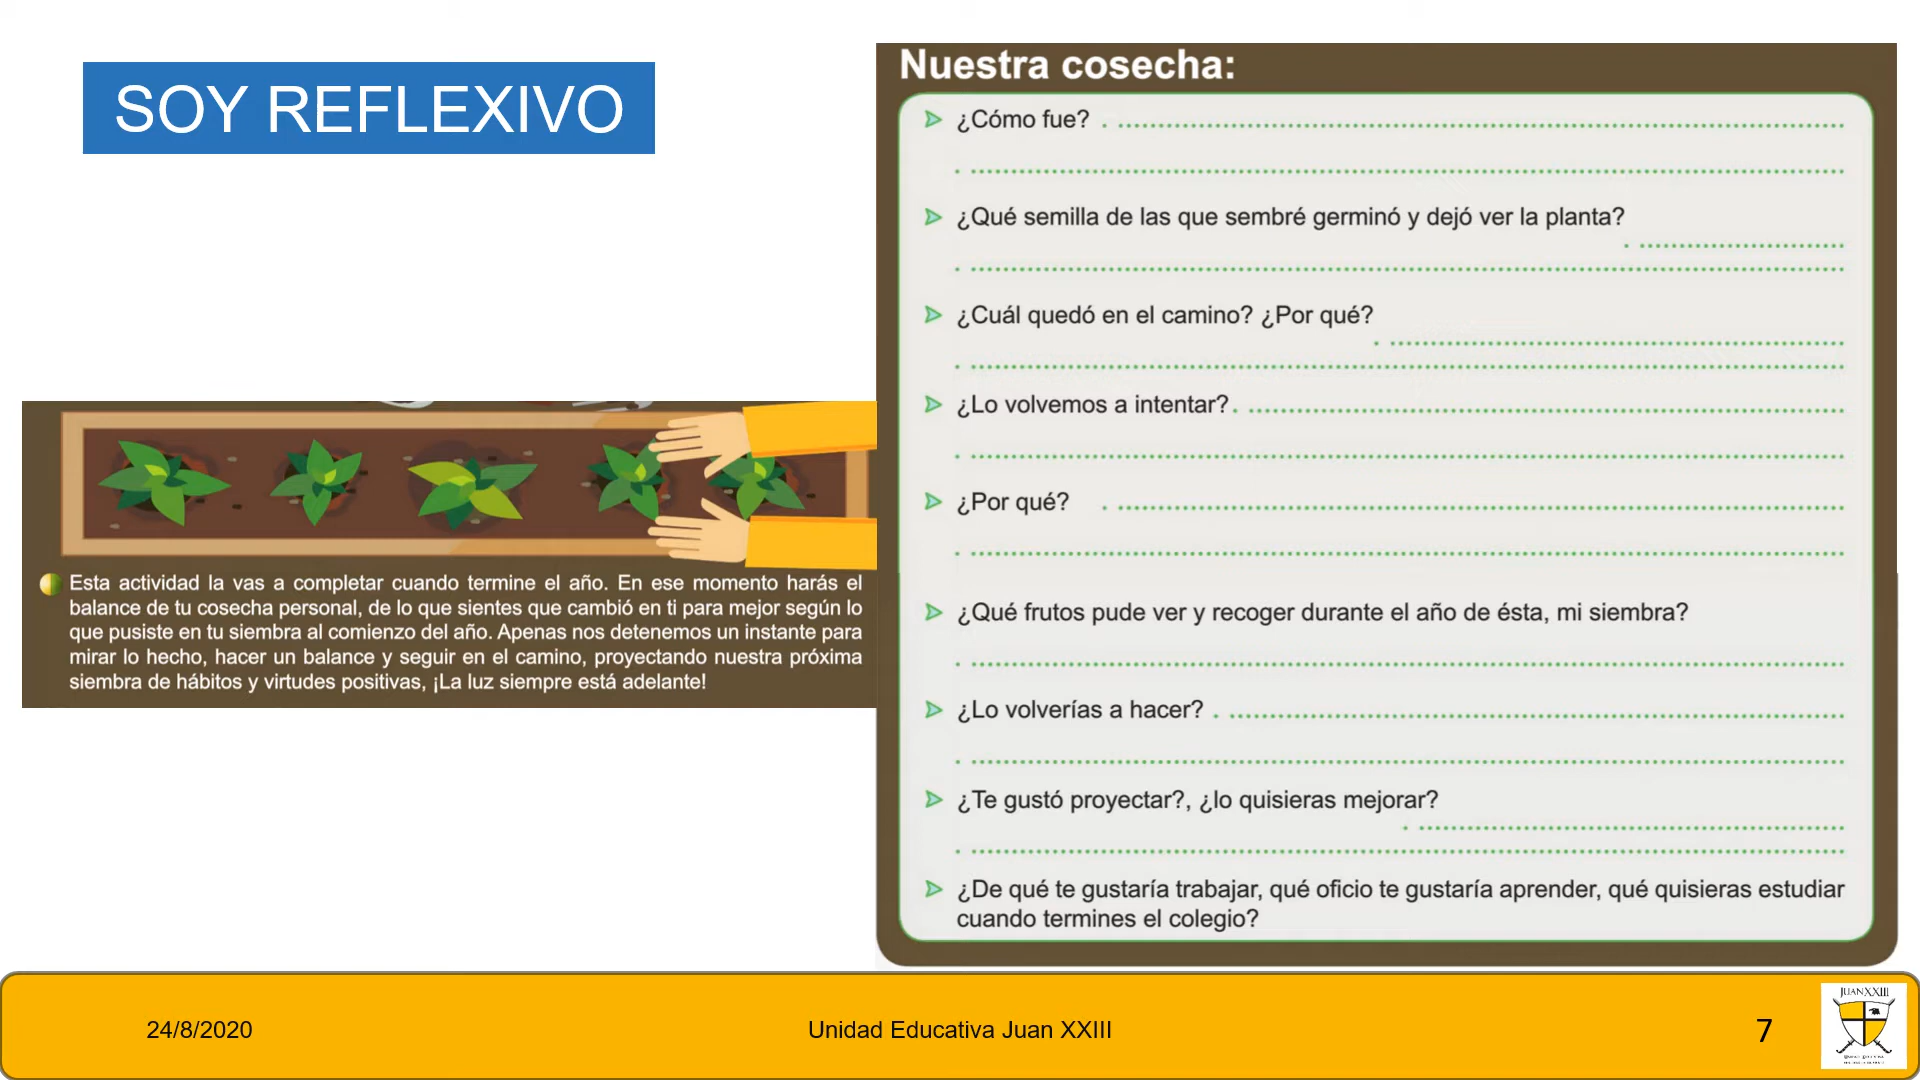 SOY REFLEXIVO
Esta actividad la vas a completar cuando termine el año. En ese momento harás el
balance de tu cosecha personal, de lo que sientes que cambió en ti para mejor según lo
que pusiste en tu siembra al comienzo del año. Apenas nos detenemos un instante para
mirar lo hecho, hacer un balance y seguir en el camino, proyectando nuestra próxima
siembra de hábitos y virtudes positivas, ¡La luz siempre está adelante!
Nuestra cosecha:
¿Cómo fue?
¿Qué semilla de las que sembré germinó y dejó ver la planta?
¿Cuál quedó en el camino? ¿Por qué?
¿Lo volvemos a intentar?
¿Por qué?
¿Qué frutos pude ver y recoger durante el año de ésta, mi siembra?
¿Lo volverías a hacer?
¿Te gustó proyectar?, ¿lo quisieras mejorar?
¿De qué te gustaría trabajar, qué oficio te gustaría aprender, qué quisieras estudiar
cuando termines el colegio?
24/8/2020
Unidad Educativa Juan XXIII
7
JUAN XXIII